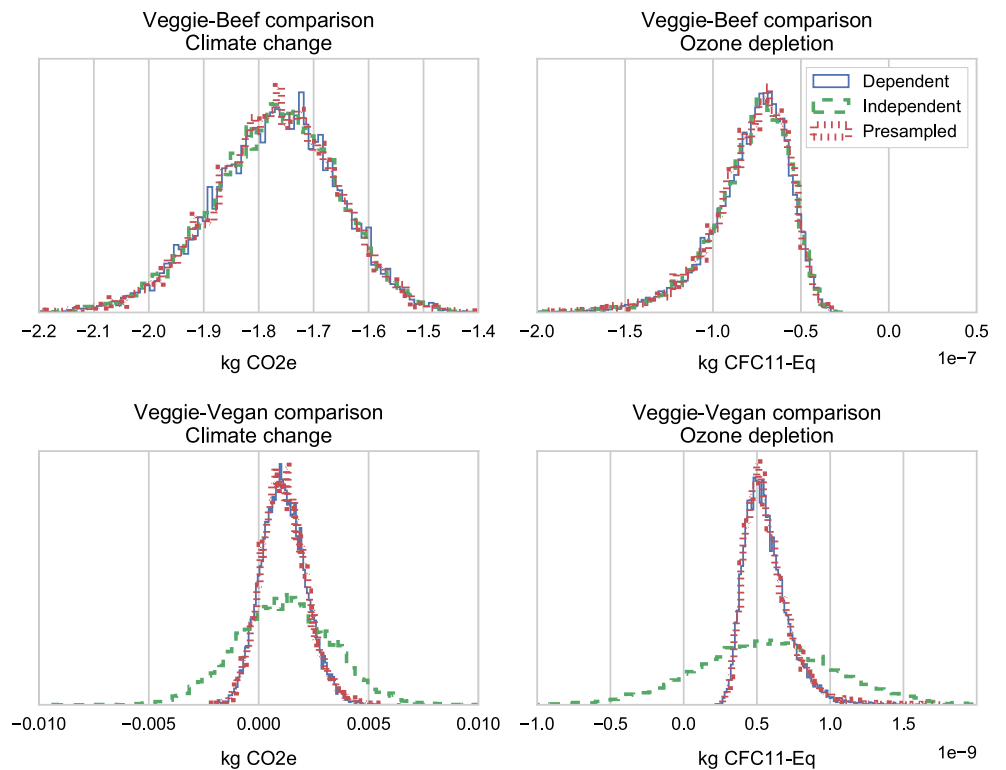 Veggie-Beef comparison
Climate change
Veggie-Beef comparison
Ozone depletion
Dependent
Independent
Presampled
−2.2 −2.1 −2.0 −1.9 −1.8 −1.7 −1.6 −1.5 −1.4
kg CO2e
−2.0 −1.5 −1.0 −0.5 0.0 0.5
kg CFC11-Eq
1e−7
Veggie-Vegan comparison
Climate change
Veggie-Vegan comparison
Ozone depletion
−0.010 −0.005 0.000 0.005 0.010
kg CO2e
−1.0 −0.5 0.0 0.5 1.0 1.5
kg CFC11-Eq
1e−9